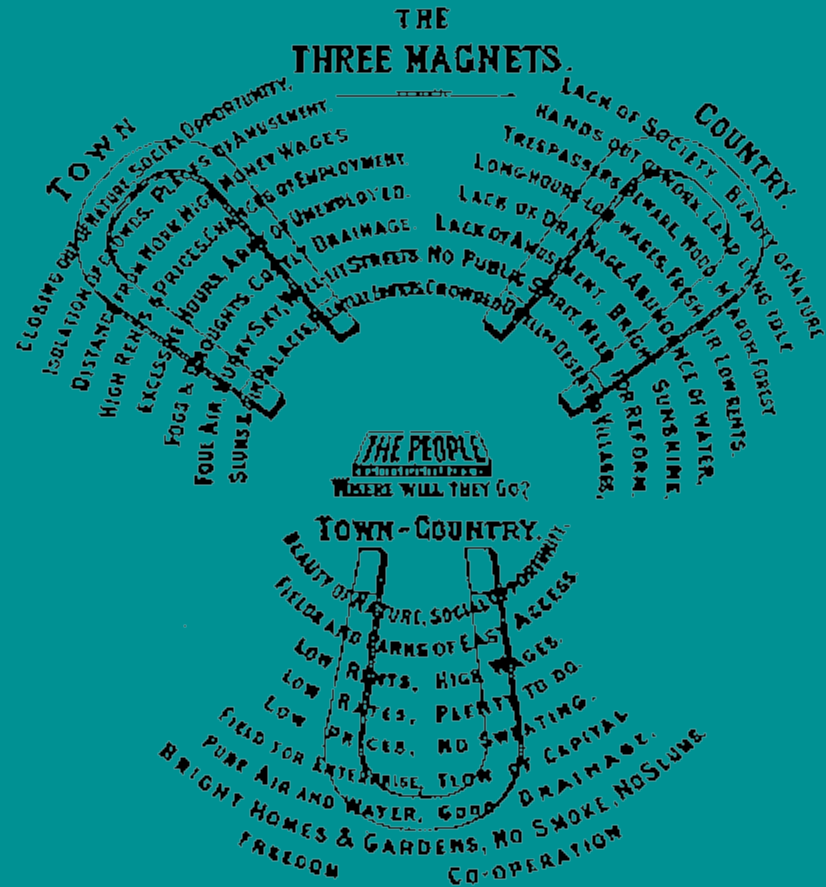 THE
THREE MAGNETS.
TOWN
CLOSING OUT OF NATURE. SOCIAL OPPORTUNITY.
ISOLATION OF CROWDS. PLACES OF AMUSEMENT.
DISTANCE FROM WORK. HIGH MONEY WAGES
HIGH RENTS & PRICES. CHANCES OF EMPLOYMENT.
EXCESSIVE HOURS. ARMY OF UNEMPLOYED.
FOGS & DROUGHTS. COSTLY DRAINAGE.
FOUL AIR. MURKY SKY. WELL-LIT STREETS
SLUMS & GIN PALACES. CROWDED
COUNTRY.
LACK OF SOCIETY. BEAUTY OF NATURE
HANDS OUT OF WORK. LAND LYING IDLE
TRESPASSERS BEWARE. WOOD, MEADOW, FOREST
LONG HOURS LOW WAGES. FRESH AIR LOW RENTS.
LACK OF DRAINAGE ABUNDANCE OF WATER.
LACK OF AMUSEMENT. BRIGHT SUNSHINE
NO PUBLIC SPIRIT. NEED FOR REFORM.
DESERTED VILLAGES.
THE PEOPLE
WHERE WILL THEY GO?
TOWN-COUNTRY.
BEAUTY OF NATURE, SOCIAL OPPORTUNITY.
FIELDS AND PARKS OF EASY ACCESS
LOW RENTS, HIGH WAGES.
LOW RATES, PLENTY TO DO.
LOW PRICES, NO SWEATING.
FIELD FOR ENTERPRISE, FLOW OF CAPITAL
PURE AIR AND WATER, GOOD DRAINAGE.
BRIGHT HOMES & GARDENS, NO SMOKE, NO SLUMS.
FREEDOM
CO-OPERATION